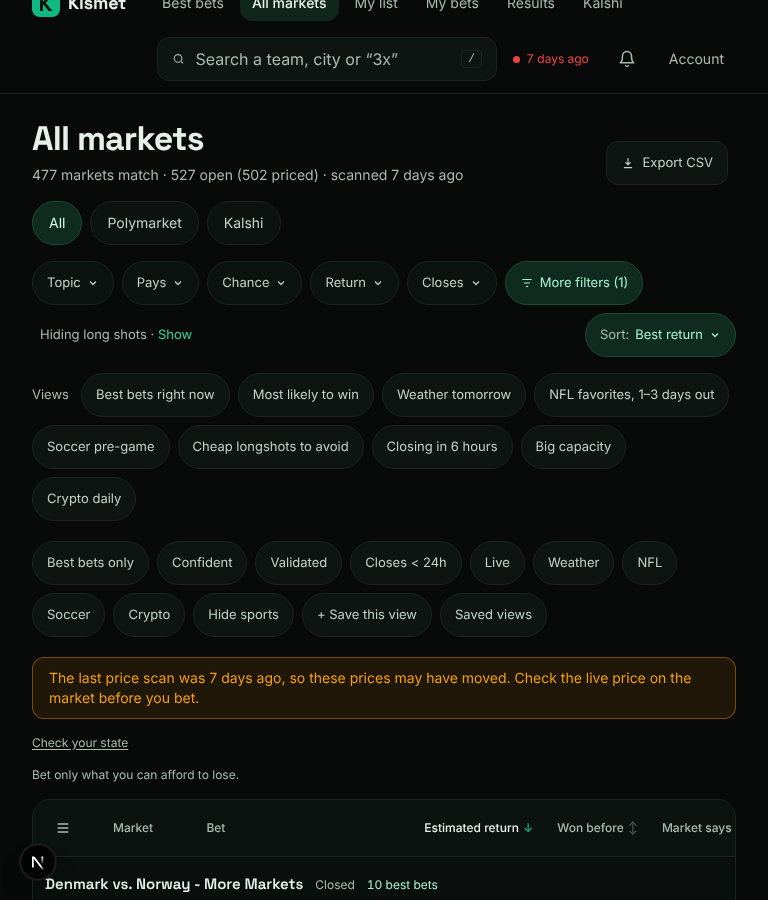 K Kismet Best bets All markets My list My bets Results Kalshi
Search a team, city or “3x” / 7 days ago Account
All markets
477 markets match · 527 open (502 priced) · scanned 7 days ago
Export CSV
All Polymarket Kalshi
Topic Pays Chance Return Closes More filters (1)
Hiding long shots · Show Sort: Best return
Views Best bets right now Most likely to win Weather tomorrow NFL favorites, 1–3 days out
Soccer pre-game Cheap longshots to avoid Closing in 6 hours Big capacity
Crypto daily
Best bets only Confident Validated Closes < 24h Live Weather NFL
Soccer Crypto Hide sports + Save this view Saved views
The last price scan was 7 days ago, so these prices may have moved. Check the live price on the
market before you bet.
Check your state
Bet only what you can afford to lose.
Market Bet Estimated return ↓ Won before Market says
N
Denmark vs. Norway - More Markets Closed 10 best bets